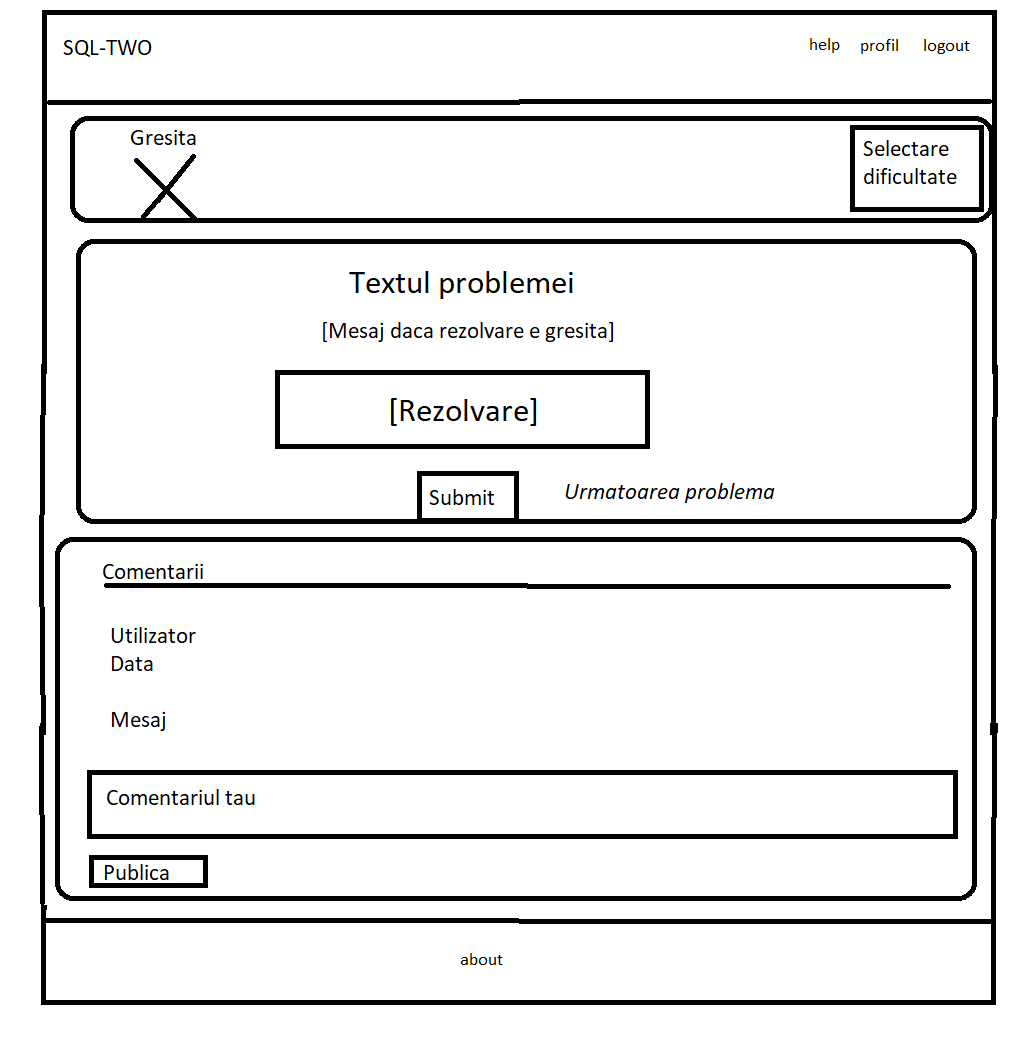 SQL-TWO
help profil logout
Gresita
Selectare
dificultate
Textul problemei
[Mesaj daca rezolvare e gresita]
[Rezolvare]
Submit
Urmatoarea problema
Comentarii
Utilizator
Data
Mesaj
Comentariul tau
Publica
about